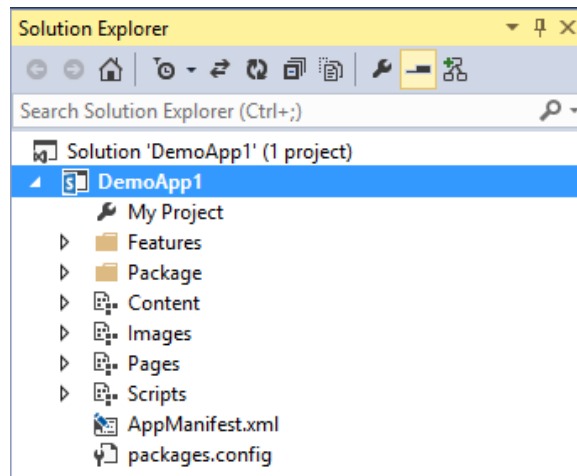 Solution Explorer
Search Solution Explorer (Ctrl+;)
Solution 'DemoApp1' (1 project)
DemoApp1
My Project
Features
Package
Content
Images
Pages
Scripts
AppManifest.xml
packages.config